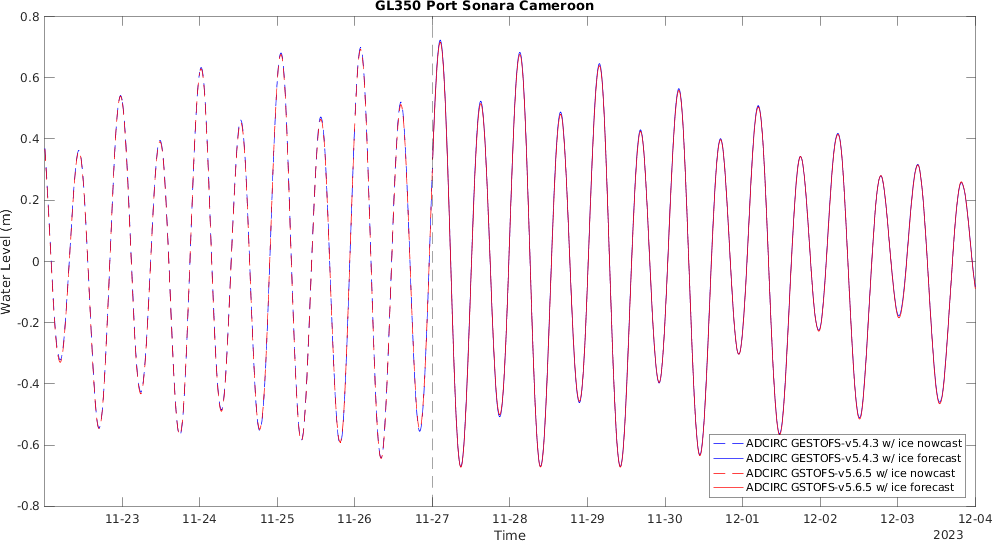 GL350 Port Sonara Cameroon
0.8
0.6
0.4
0.2
0
-0.2
-0.4
-0.6
-0.8
Water Level (m)
ADCIRC GESTOFS-v5.4.3 w/ ice nowcast
ADCIRC GESTOFS-v5.4.3 w/ ice forecast
ADCIRC GSTOFS-v5.6.5 w/ ice nowcast
ADCIRC GSTOFS-v5.6.5 w/ ice forecast
11-23 11-24 11-25 11-26 11-27 11-28 11-29 11-30 12-01 12-02 12-03 12-04
Time
2023